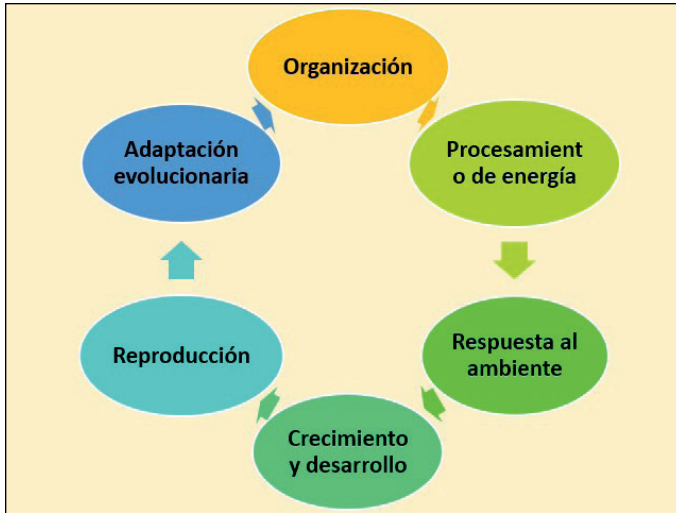 Organización
Procesamient
o de energía
Respuesta al
ambiente
Crecimiento
y desarrollo
Reproducción
Adaptación
evolucionaria